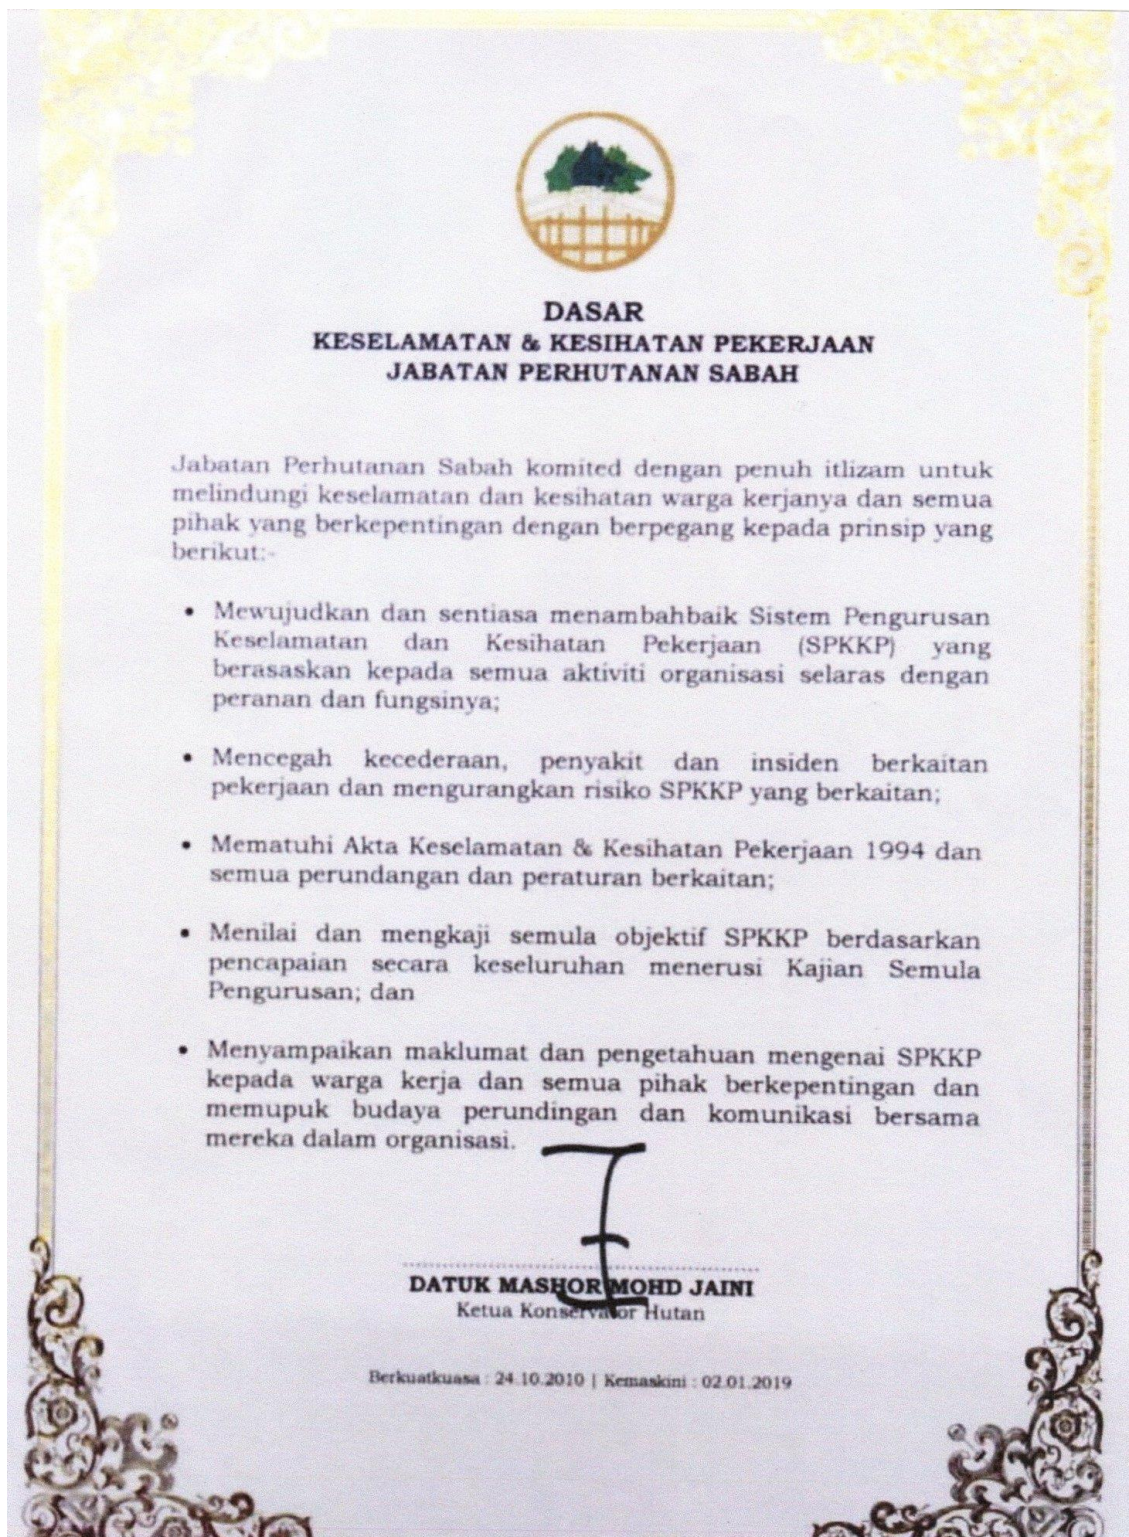 DASAR
KESELAMATAN & KESIHATAN PEKERJAAN
JABATAN PERHUTANAN SABAH
Jabatan Perhutanan Sabah komited dengan penuh itlizam untuk
melindungi keselamatan dan kesihatan warga kerjanya dan semua
pihak yang berkepentingan dengan berpegang kepada prinsip yang
berikut:-
• Mewujudkan dan sentiasa menambahbaik Sistem Pengurusan
Keselamatan dan Kesihatan Pekerjaan (SPKKP) yang
berasaskan kepada semua aktiviti organisasi selaras dengan
peranan dan fungsinya;
• Mencegah kecederaan, penyakit dan insiden berkaitan
pekerjaan dan mengurangkan risiko SPKKP yang berkaitan;
• Mematuhi Akta Keselamatan & Kesihatan Pekerjaan 1994 dan
semua perundangan dan peraturan berkaitan;
• Menilai dan mengkaji semula objektif SPKKP berdasarkan
pencapaian secara keseluruhan menerusi Kajian Semula
Pengurusan; dan
• Menyampaikan maklumat dan pengetahuan mengenai SPKKP
kepada warga kerja dan semua pihak berkepentingan dan
memupuk budaya perundingan dan komunikasi bersama
mereka dalam organisasi.
DATUK MASHOR MOHD JAINI
Ketua Konservator Hutan
Berkuatkuasa : 24.10.2010 | Kemaskini : 02.01.2019